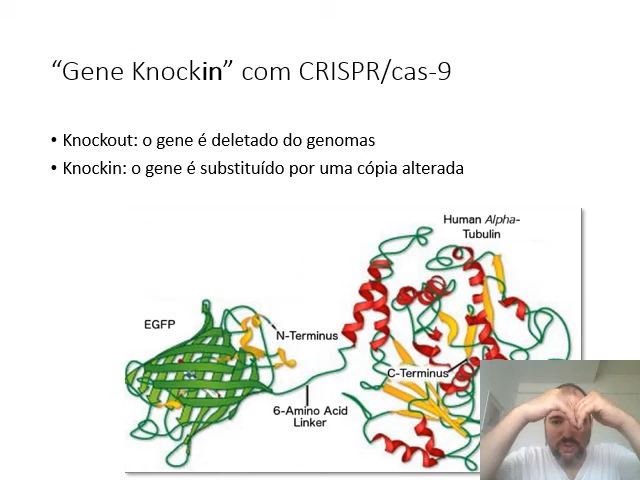 “Gene Knockin” com CRISPR/cas-9
• Knockout: o gene é deletado do genomas
• Knockin: o gene é substituído por uma cópia alterada
Human Alpha-
Tubulin
EGFP
N-Terminus
C-Terminus
6-Amino Acid
Linker